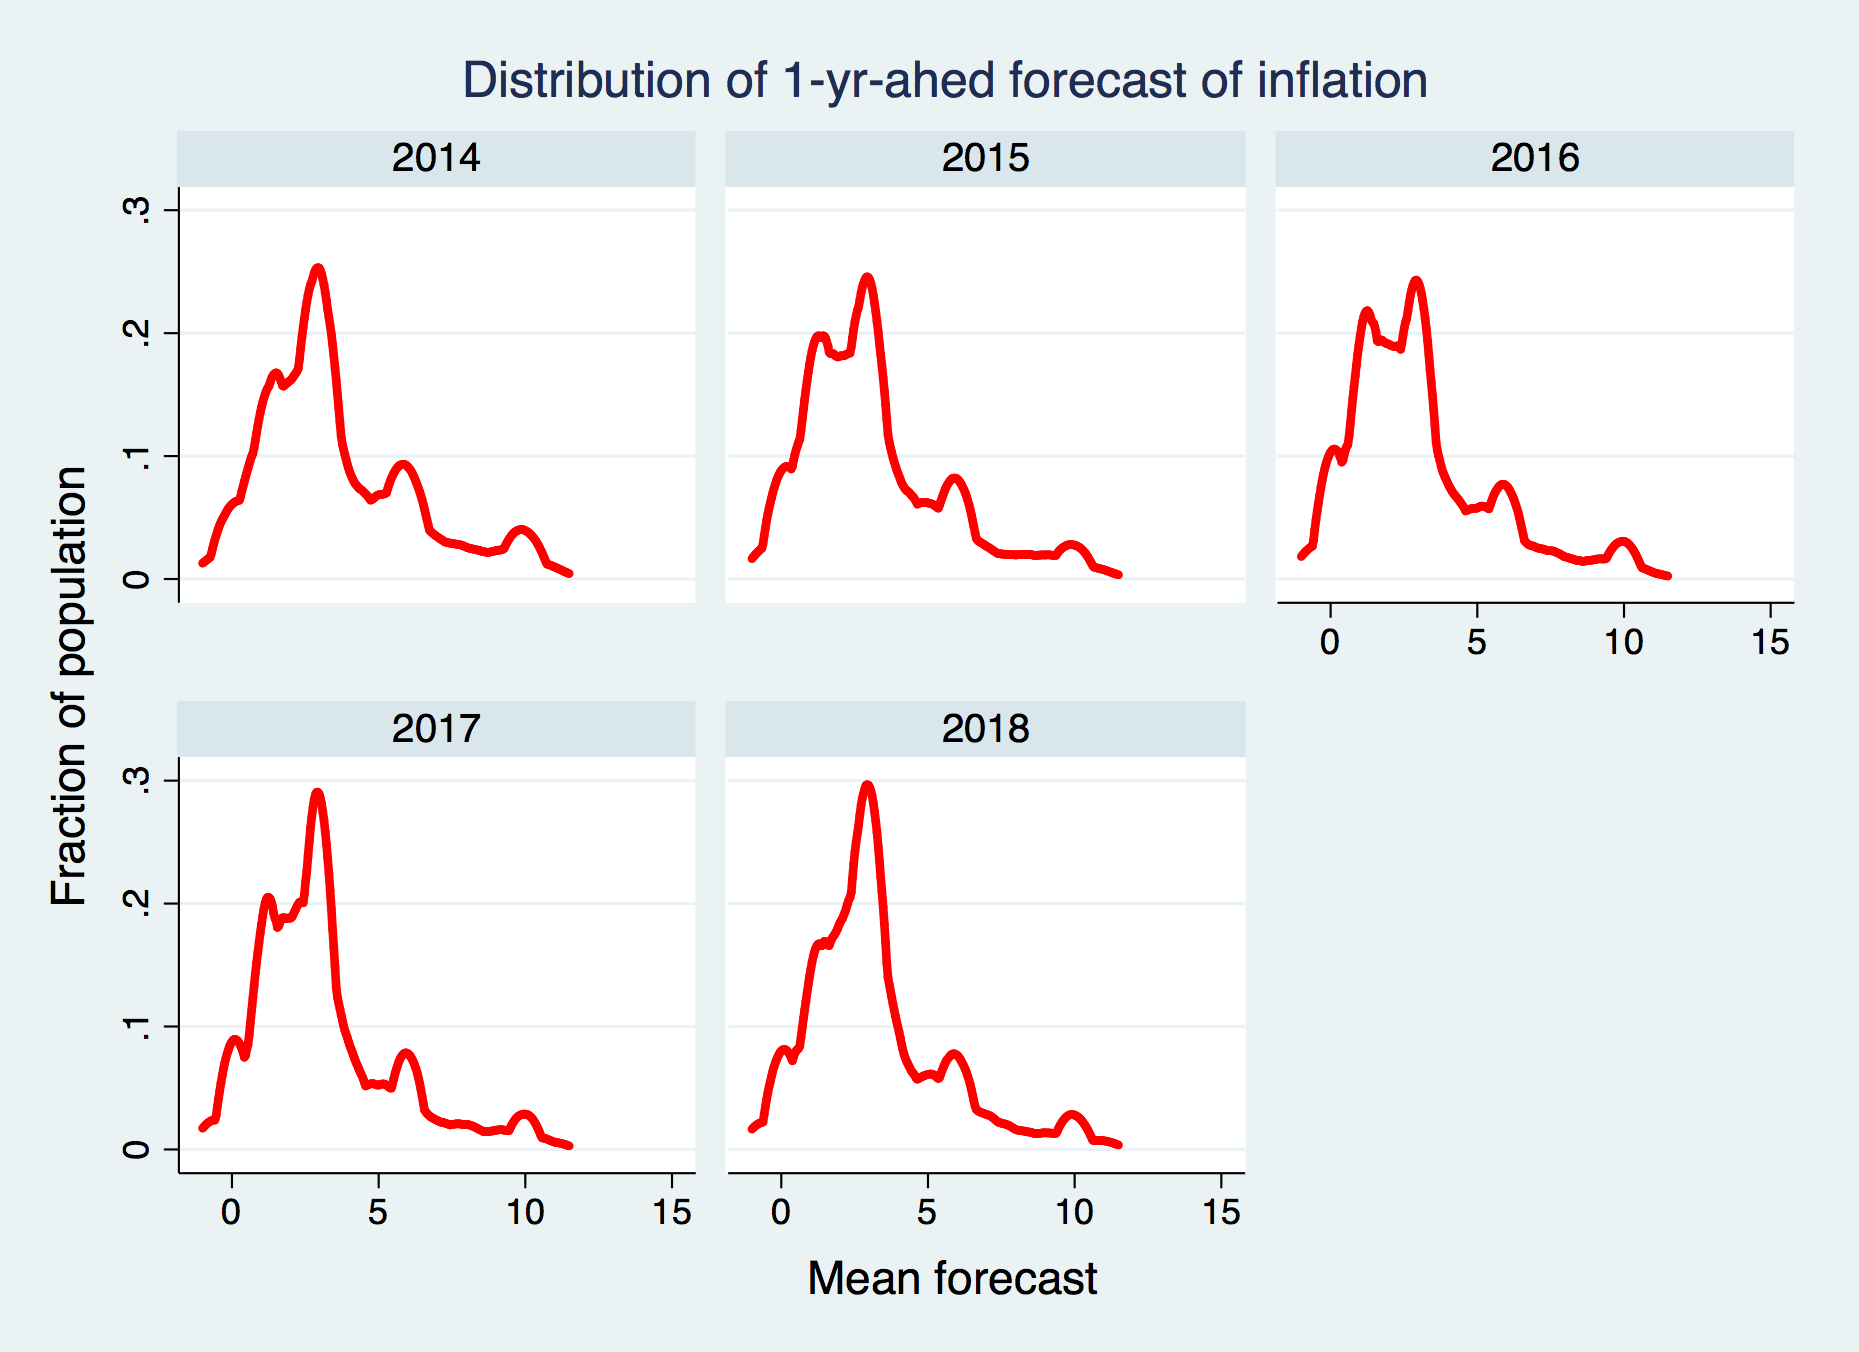 Distribution of 1-yr-ahed forecast of inflation
2014
2015
2016
.3
.2
.1
0
0 5 10 15
Fraction of population
2017
2018
.3
.2
.1
0
0 5 10 15
0 5 10 15
Mean forecast